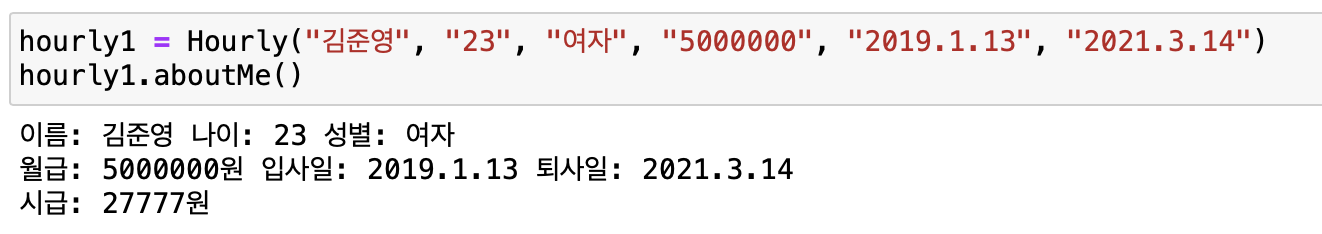 hourly1 = Hourly("김준영", "23", "여자", "5000000", "2019.1.13", "2021.3.14")
hourly1.aboutMe()
이름: 김준영 나이: 23 성별: 여자
월급: 5000000원 입사일: 2019.1.13 퇴사일: 2021.3.14
시급: 27777원